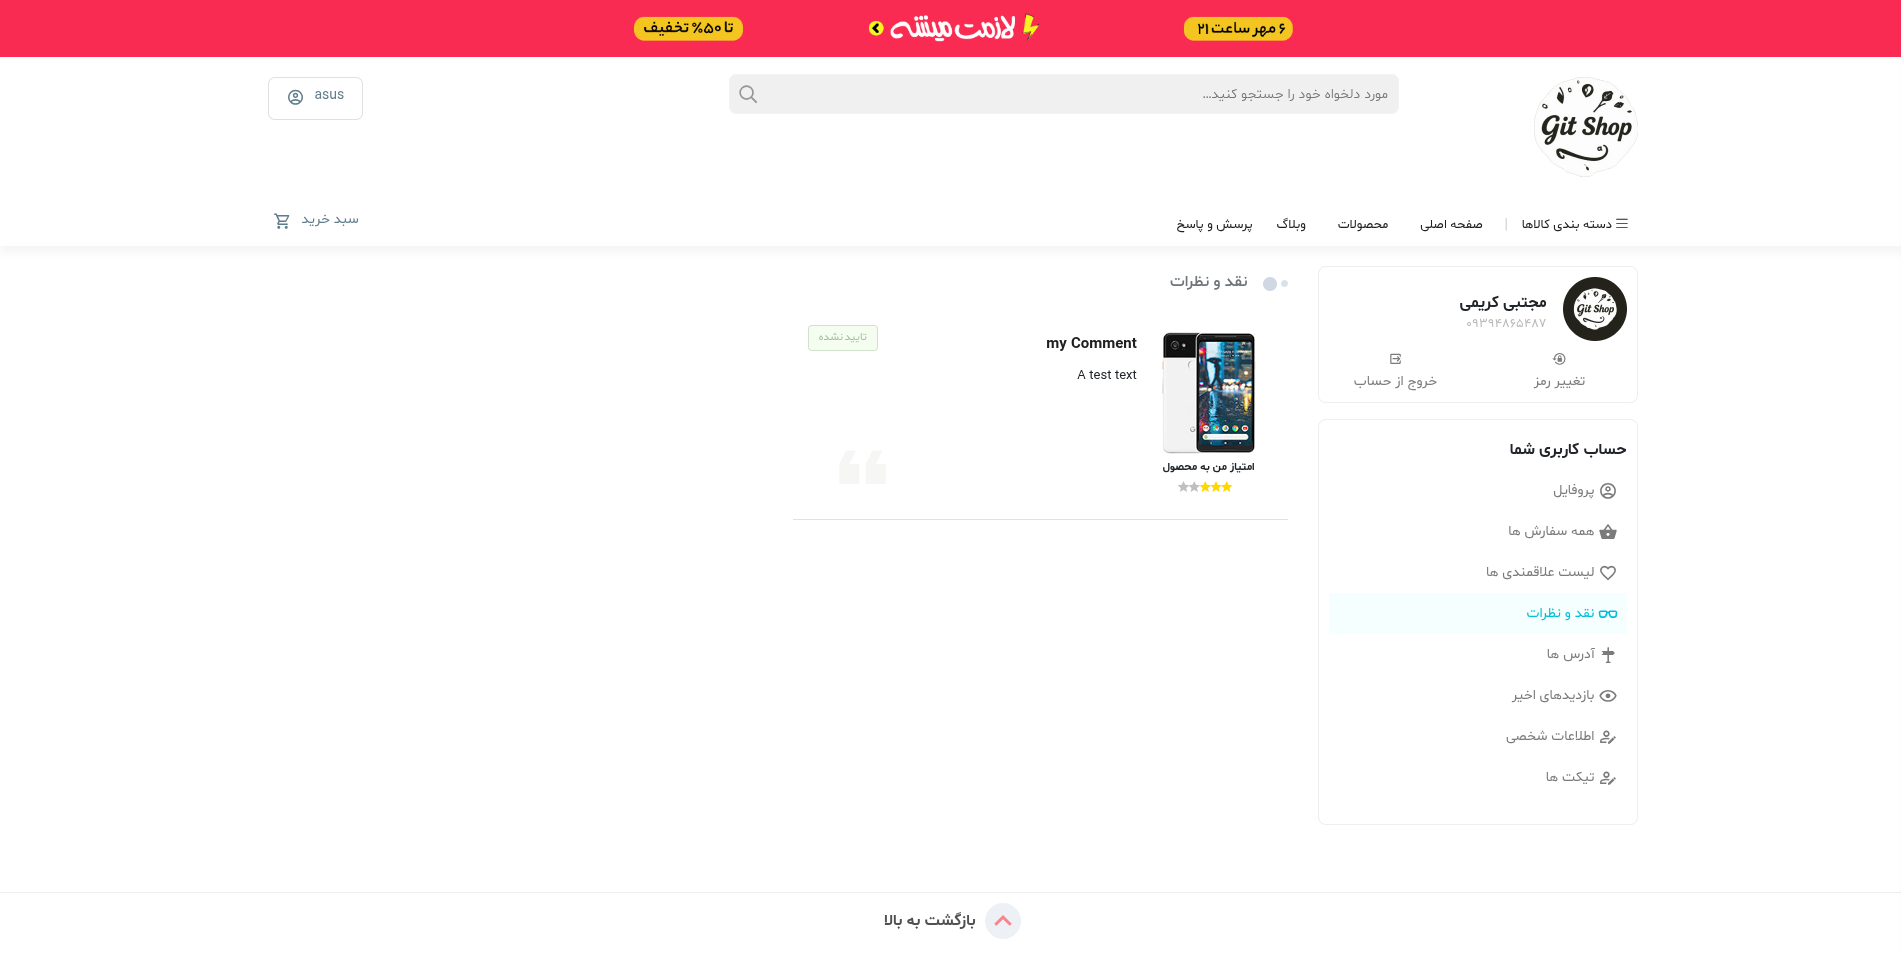 ۶ مهر ساعت ۲۱
لازمت میشه
تا ۵۰% تخفیف
Git Shop
مورد دلخواه خود را جستجو کنید...
asus
دسته بندی کالاها | صفحه اصلی محصولات وبلاگ پرسش و پاسخ
سبد خرید
Git Shop
مجتبی کریمی
۰۹۳۹۴۸۶۵۴۸۷
تغییر رمز
خروج از حساب
حساب کاربری شما
پروفایل
همه سفارش ها
لیست علاقمندی ها
نقد و نظرات
آدرس ها
بازدیدهای اخیر
اطلاعات شخصی
تیکت ها
نقد و نظرات
my Comment
تایید نشده
A test text
امتیاز من به محصول
بازگشت به بالا